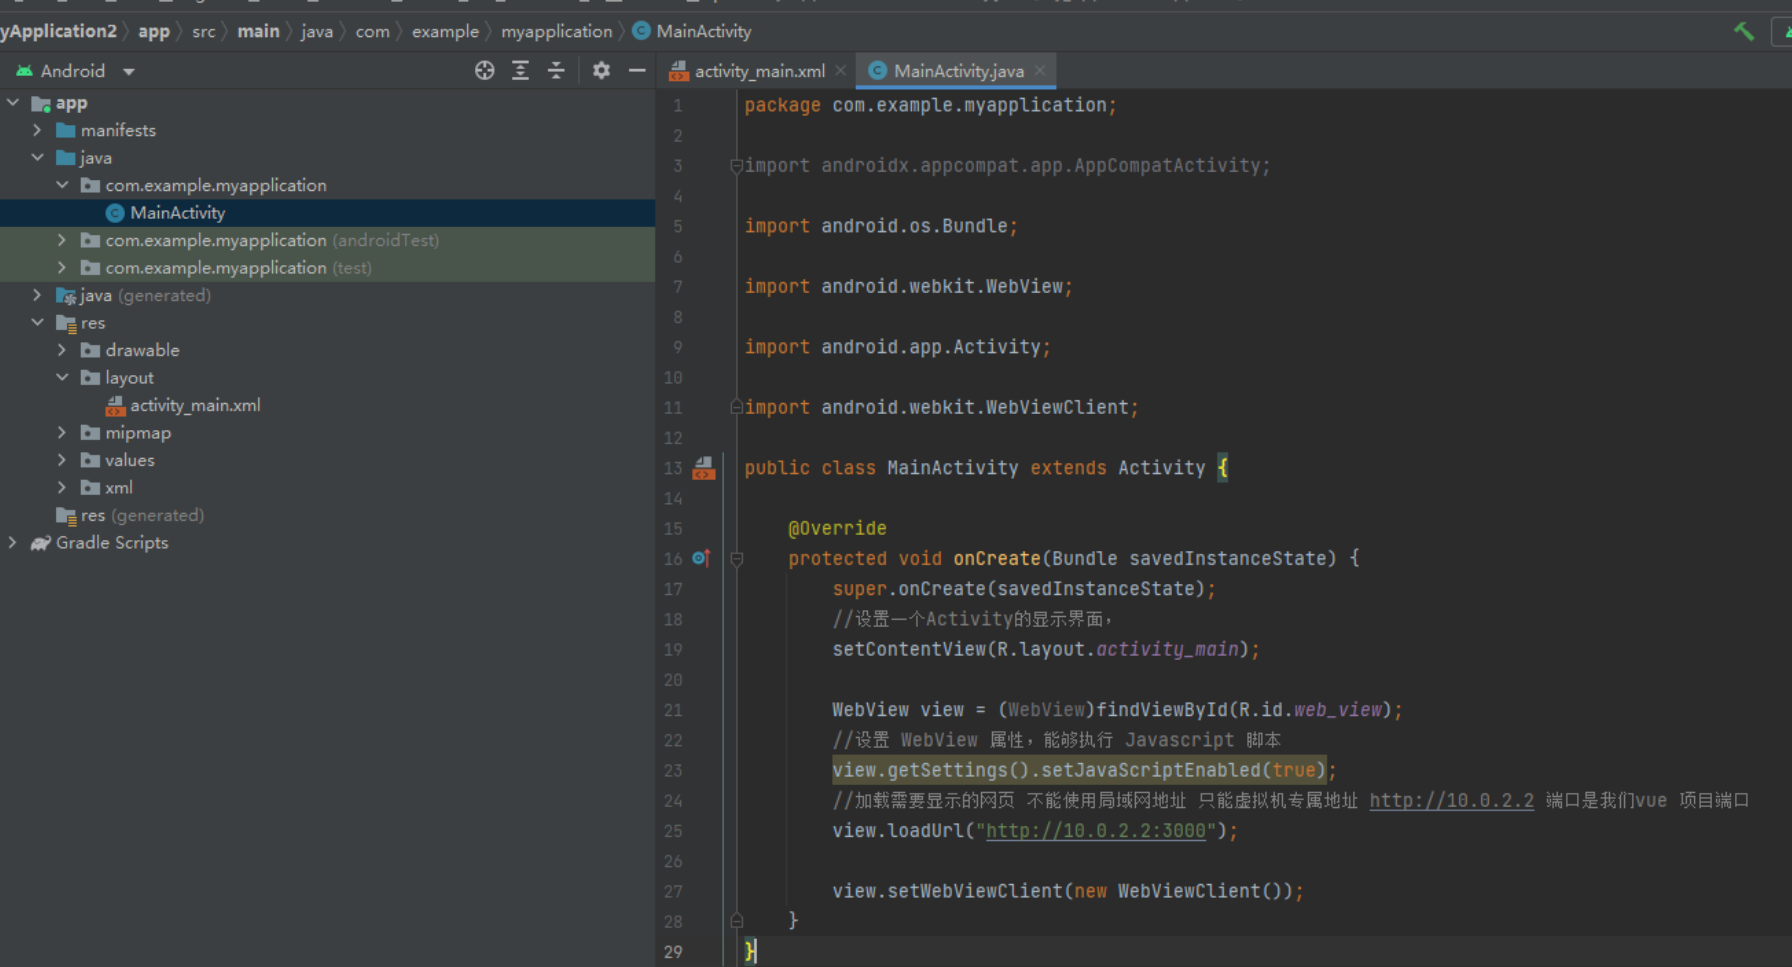 yApplication2 〉 app 〉 src 〉 main 〉 java 〉 com 〉 example 〉 myapplication 〉 MainActivity
Android
activity_main.xml
MainActivity.java
app
manifests
java
com.example.myapplication
MainActivity
com.example.myapplication (androidTest)
com.example.myapplication (test)
java (generated)
res
drawable
layout
activity_main.xml
mipmap
values
xml
res (generated)
Gradle Scripts
1 package com.example.myapplication;
2
3 import androidx.appcompat.app.AppCompatActivity;
4
5 import android.os.Bundle;
6
7 import android.webkit.WebView;
8
9 import android.app.Activity;
10
11 import android.webkit.WebViewClient;
12
13 public class MainActivity extends Activity {
14
15 @Override
16 protected void onCreate(Bundle savedInstanceState) {
17 super.onCreate(savedInstanceState);
18 //设置一个Activity的显示界面，
19 setContentView(R.layout.activity_main);
20
21 WebView view = (WebView)findViewById(R.id.web_view);
22 //设置 WebView 属性，能够执行 Javascript 脚本
23 view.getSettings().setJavaScriptEnabled(true);
24 //加载需要显示的网页 不能使用局域网地址 只能虚拟机专属地址 http://10.0.2.2 端口是我们vue 项目端口
25 view.loadUrl("http://10.0.2.2:3000");
26
27 view.setWebViewClient(new WebViewClient());
28 }
29 }